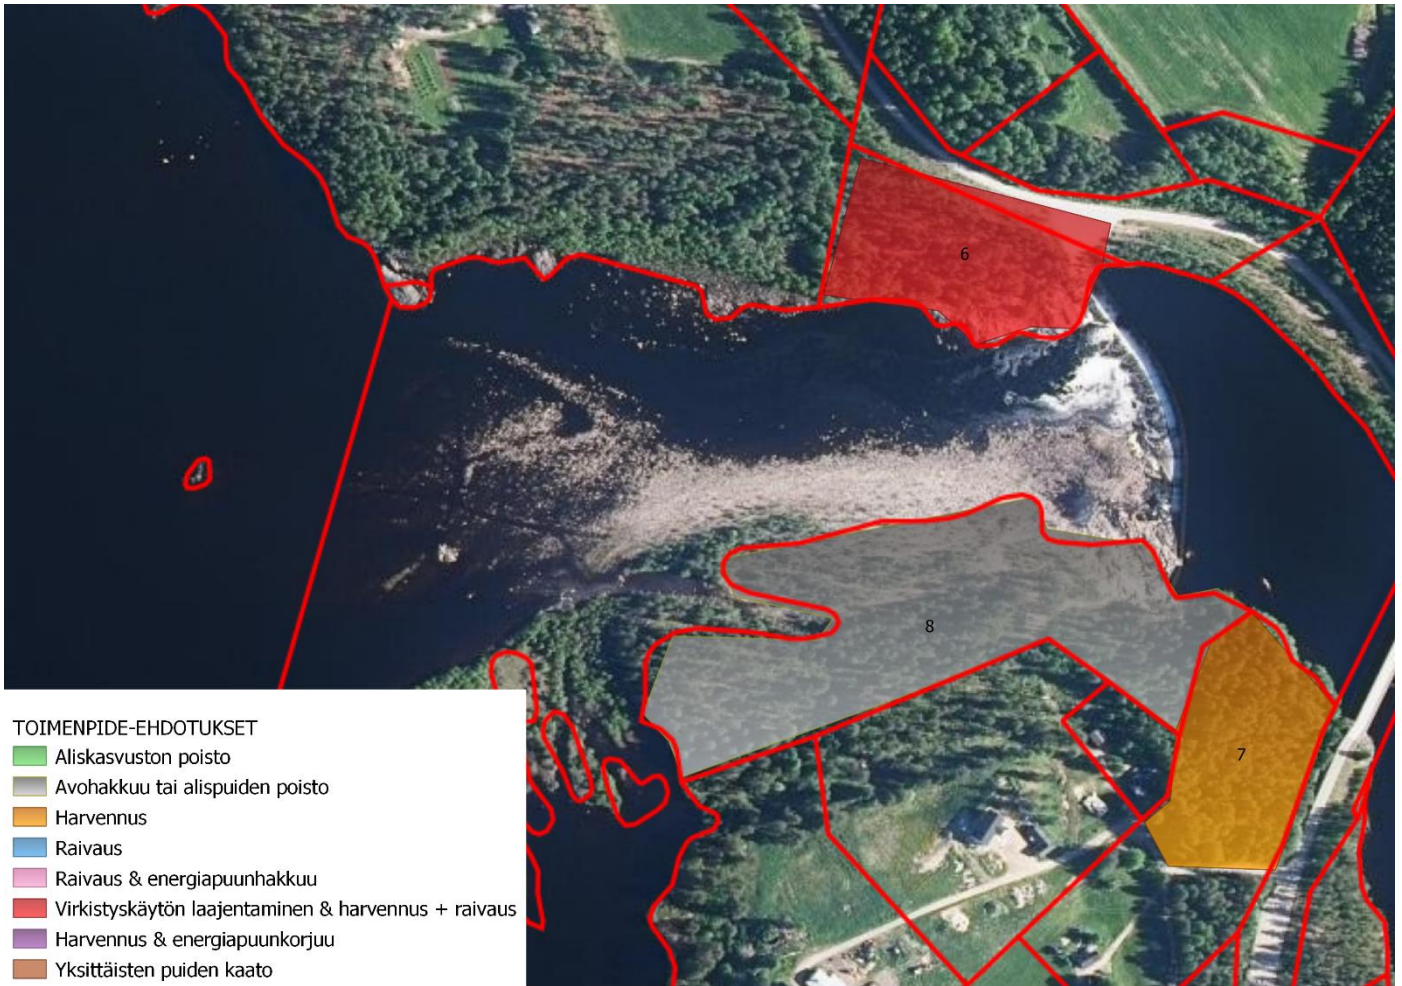 6
8
7
TOIMENPIDE-EHDOTUKSET
Aliskasvuston poisto
Avohakkuu tai alispuiden poisto
Harvennus
Raivaus
Raivaus & energiapuunhakkuu
Virkistyskäytön laajentaminen & harvennus + raivaus
Harvennus & energiapuunkorjuu
Yksittäisten puiden kaato